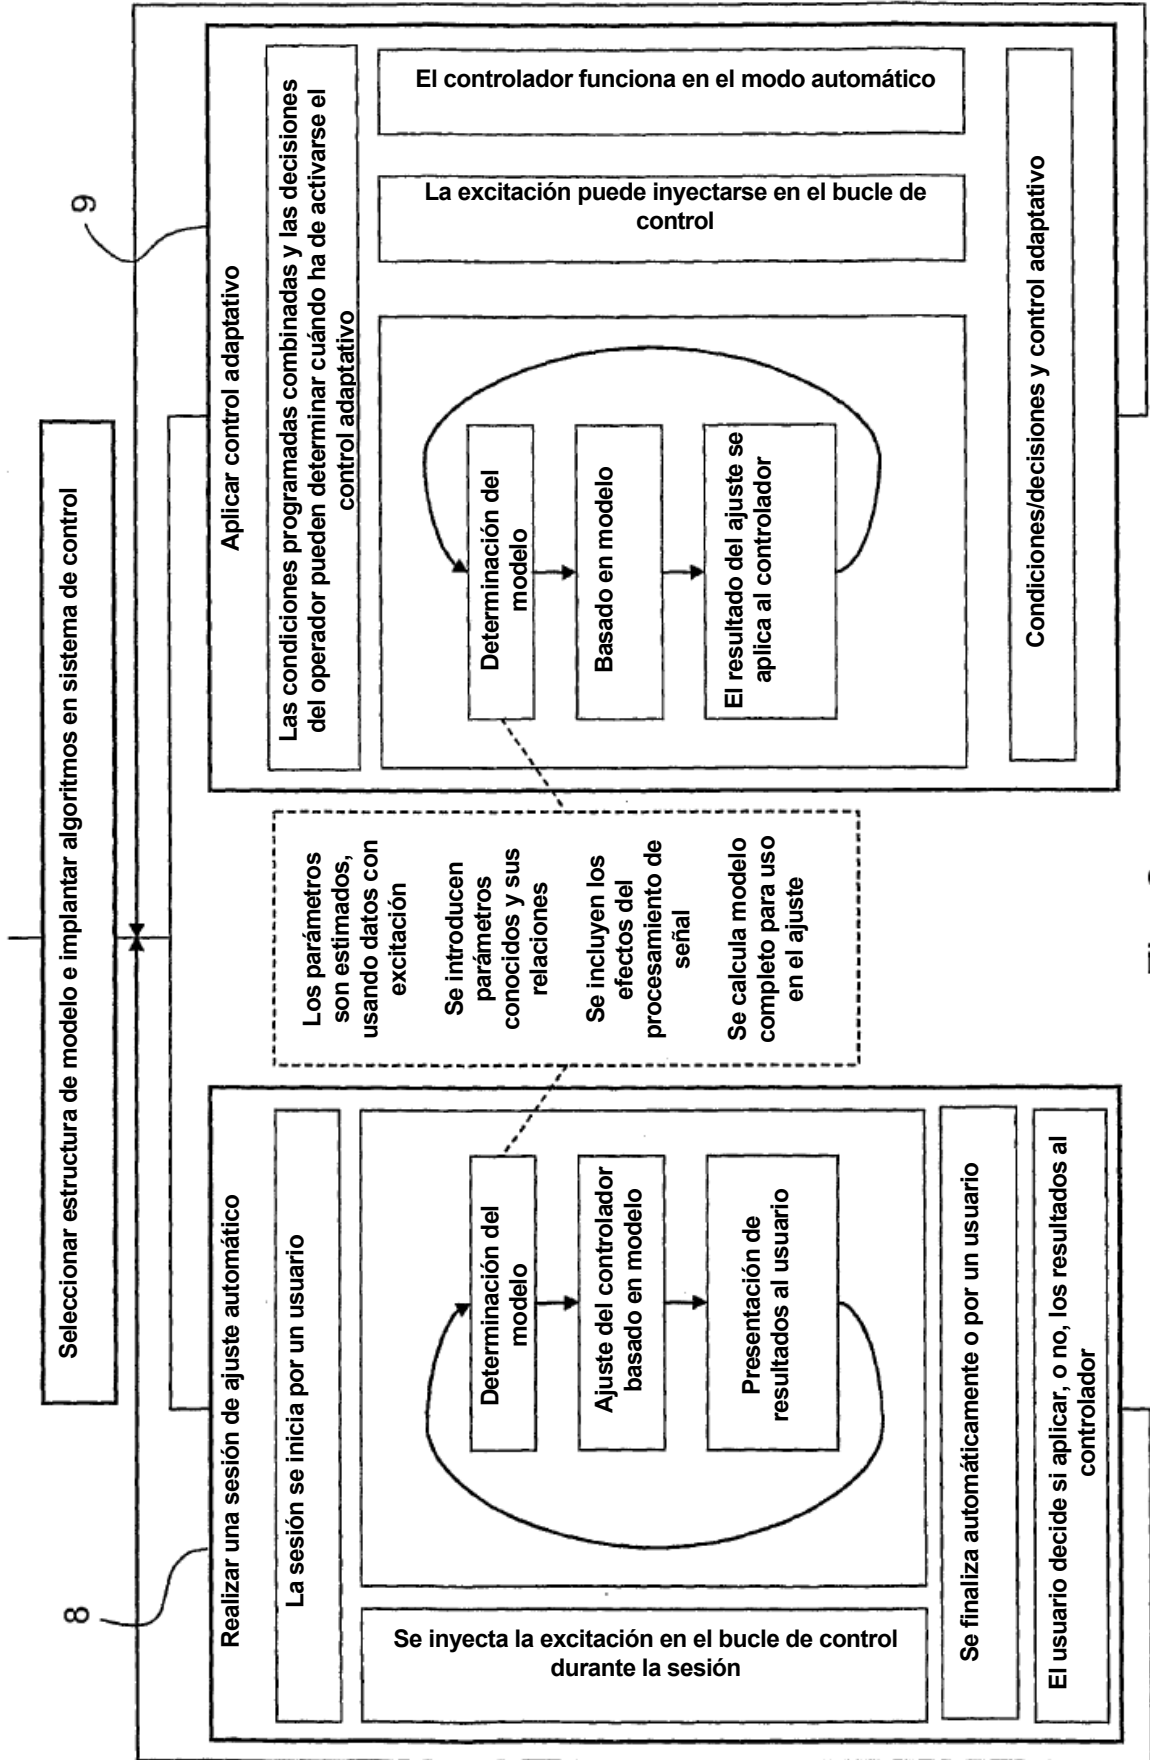 Seleccionar estructura de modelo e implantar algoritmos en sistema de control
8
Realizar una sesión de ajuste automático
La sesión se inicia por un usuario
Se inyecta la excitación en el bucle de control
durante la sesión
Determinación del
modelo
Ajuste del controlador
basado en modelo
Presentación de
resultados al usuario
Se finaliza automáticamente o por un usuario
El usuario decide si aplicar, o no, los resultados al
controlador
Los parámetros
son estimados,
usando datos con
excitación
Se introducen
parámetros
conocidos y sus
relaciones
Se incluyen los
efectos del
procesamiento de
señal
Se calcula modelo
completo para uso
en el ajuste
9
Aplicar control adaptativo
Las condiciones programadas combinadas y las decisiones
del operador pueden determinar cuándo ha de activarse el
control adaptativo
Determinación del
modelo
Basado en modelo
El resultado del ajuste se
aplica al controlador
La excitación puede inyectarse en el bucle de
control
El controlador funciona en el modo automático
Condiciones/decisiones y control adaptativo